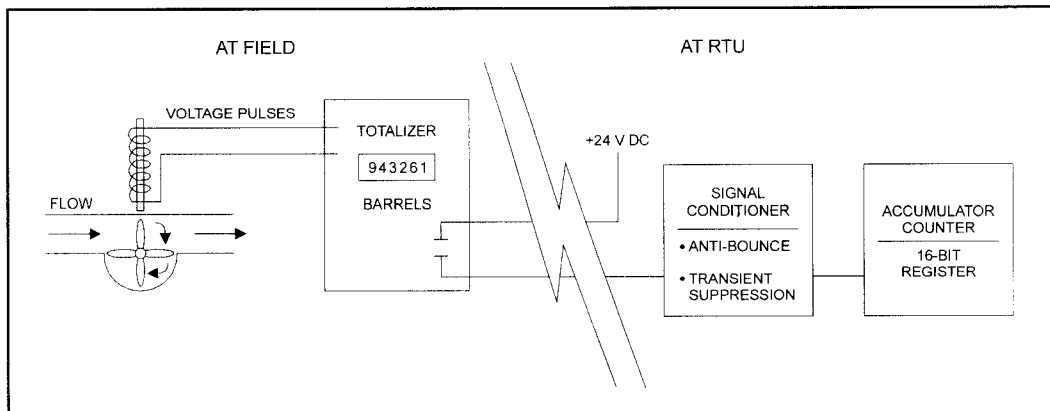 AT FIELD
AT RTU
VOLTAGE PULSES
FLOW
TOTALIZER
943261
BARRELS
+24 V DC
SIGNAL
CONDITIONER
• ANTI-BOUNCE
• TRANSIENT
SUPPRESSION
ACCUMULATOR
COUNTER
16-BIT
REGISTER